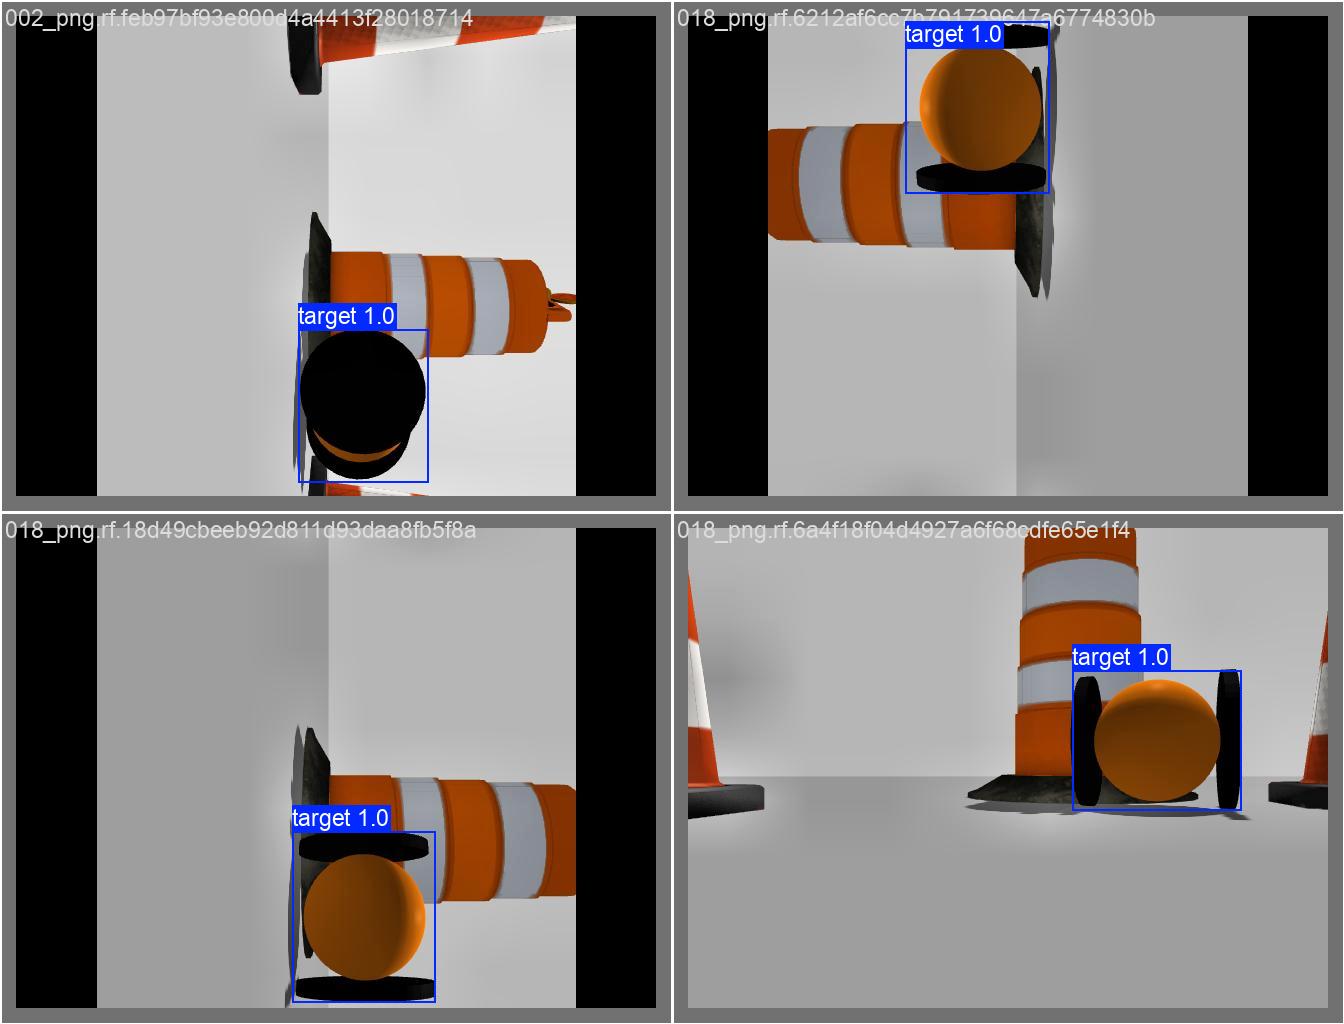 002_png.rf.feb97bf93e800d4a4413f28018714
target 1.0
018_png.rf.6212af6cc7b791739647a6774830b
target 1.0
018_png.rf.18d49cbeeb92d811d93daa8fb5f8a
target 1.0
018_png.rf.6a4f18f04d4927a6f68cdfe65e1f4
target 1.0